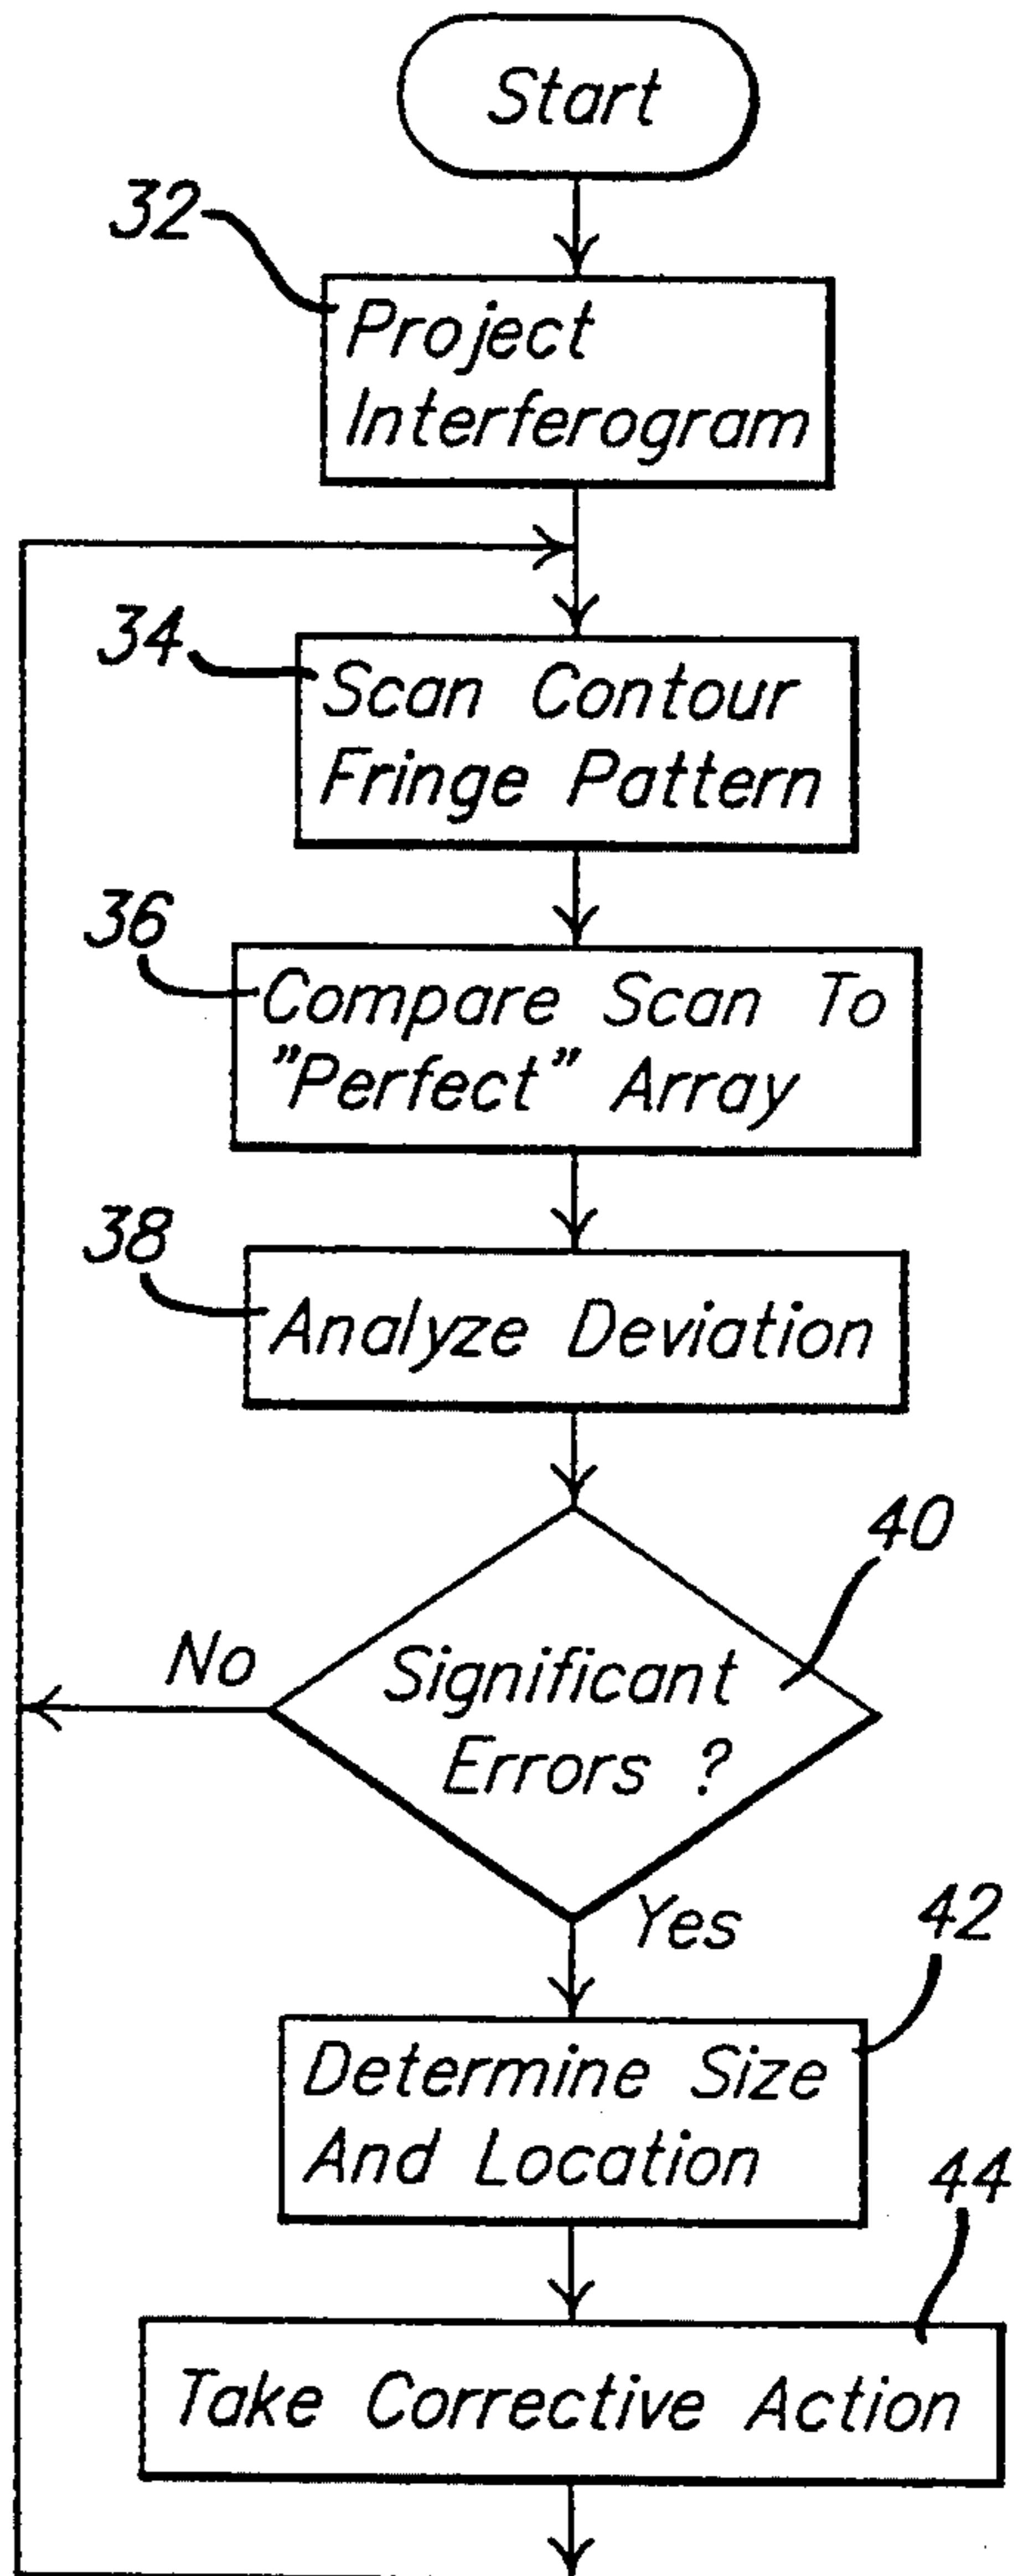 Start
32
Project
Interferogram
34
Scan Contour
Fringe Pattern
36
Compare Scan To
"Perfect" Array
38
Analyze Deviation
40
No
Significant
Errors ?
Yes
42
Determine Size
And Location
44
Take Corrective Action